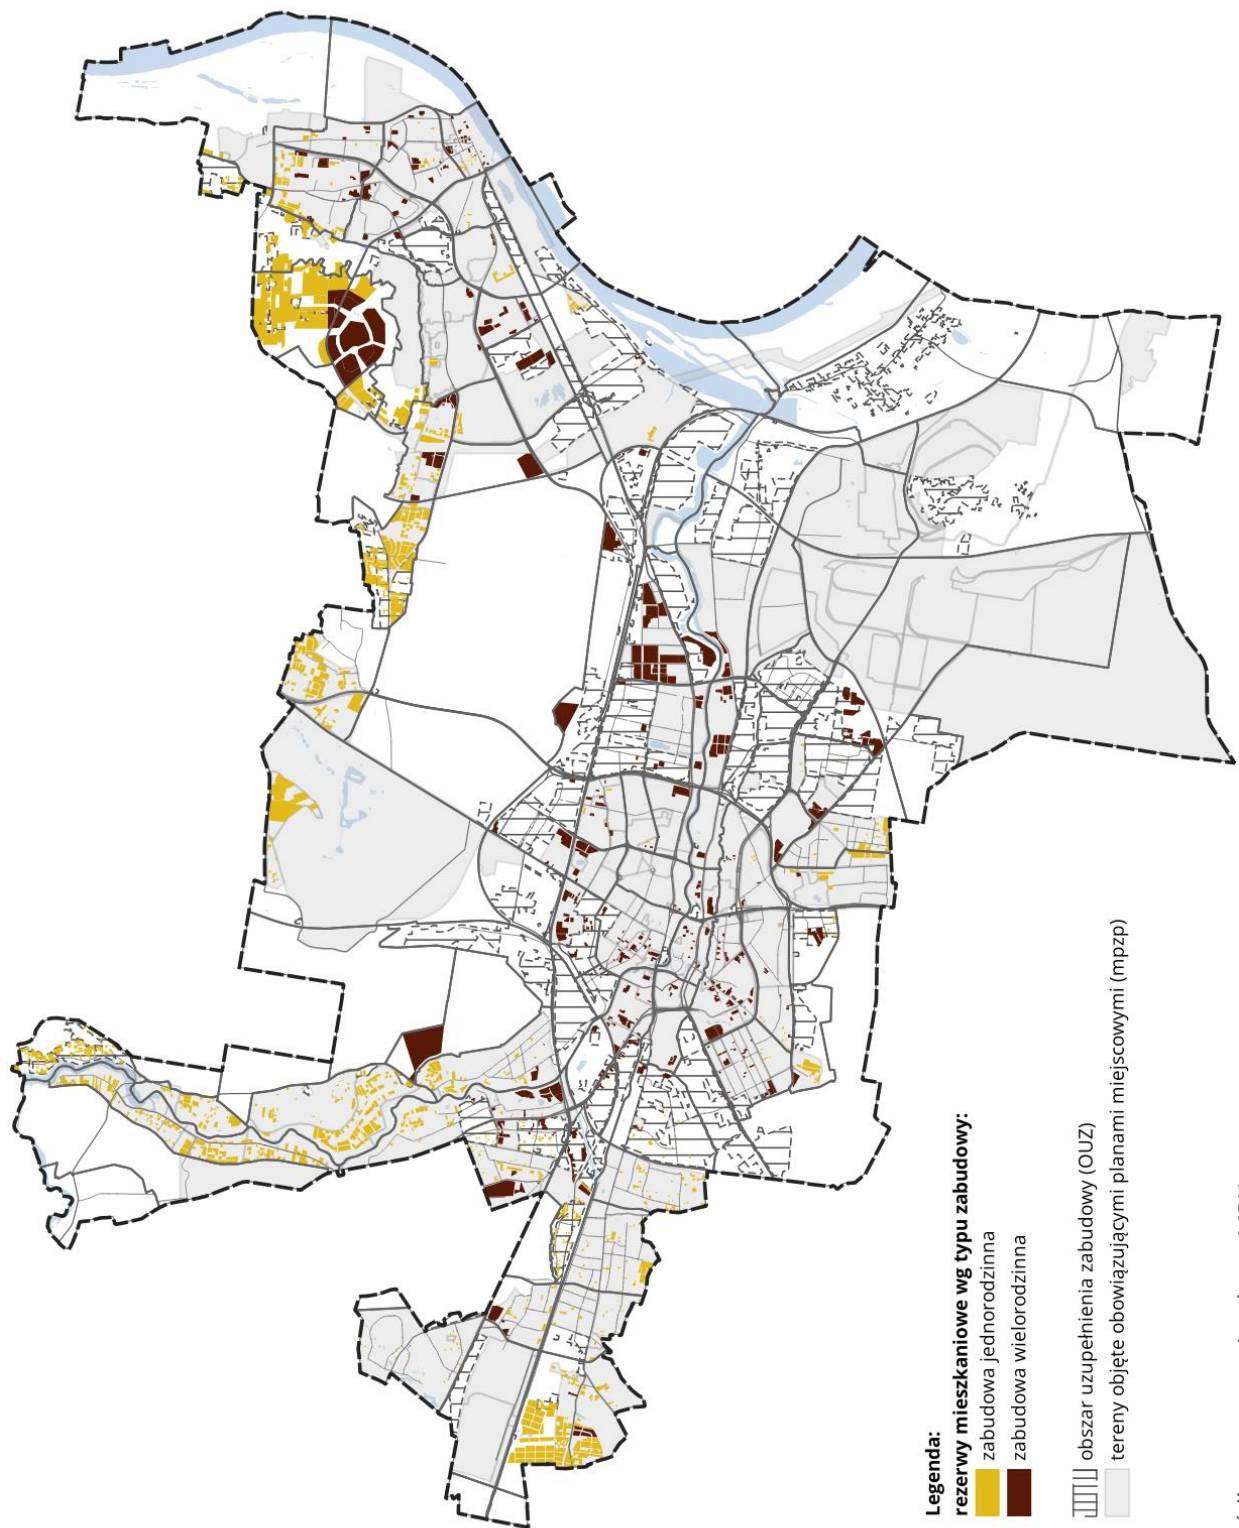 Legenda:
rezerwy mieszkaniowe wg typu zabudowy:
zabudowa jednorodzinna
zabudowa wielorodzinna
obszar uzupełnienia zabudowy (OUZ)
tereny objęte obowiązującymi planami miejscowymi (mpzp)